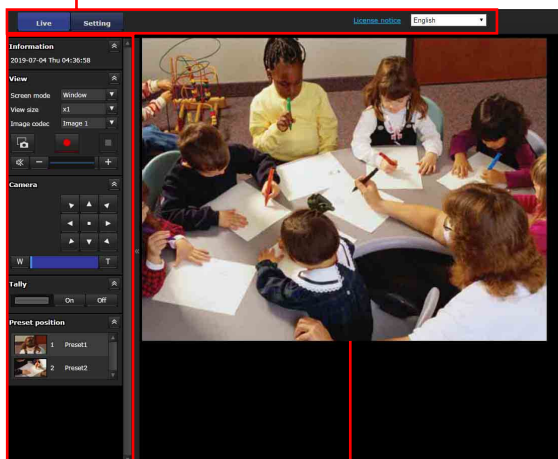 Live Setting License notice English
Information
2019-07-04 Thu 04:36:58
View
Screen mode Window
View size x1
Image codec Image 1
Camera
W T
Tally
On Off
Preset position
1 Preset1
2 Preset2